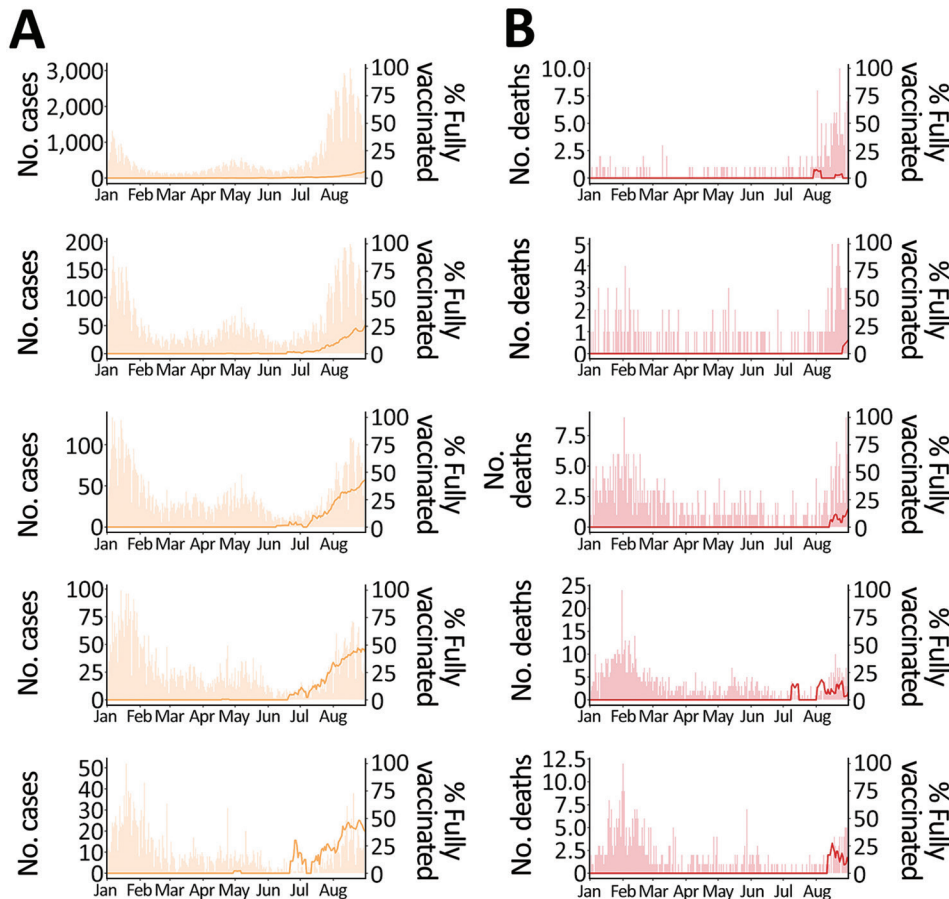 A
B
3,000
2,000
1,000
0
No. cases
100
75
50
25
0
% Fully
vaccinated
Jan Feb Mar Apr May Jun Jul Aug
10.0
7.5
5.0
2.5
0
No. deaths
100
75
50
25
0
% Fully
vaccinated
Jan Feb Mar Apr May Jun Jul Aug
200
150
100
50
0
No. cases
100
75
50
25
0
% Fully
vaccinated
Jan Feb Mar Apr May Jun Jul Aug
5
4
3
2
1
0
No. deaths
100
75
50
25
0
% Fully
vaccinated
Jan Feb Mar Apr May Jun Jul Aug
100
50
0
No. cases
100
75
50
25
0
% Fully
vaccinated
Jan Feb Mar Apr May Jun Jul Aug
7.5
5.0
2.5
0
No.
deaths
100
75
50
25
0
% Fully
vaccinated
Jan Feb Mar Apr May Jun Jul Aug
100
75
50
25
0
No. cases
100
75
50
25
0
% Fully
vaccinated
Jan Feb Mar Apr May Jun Jul Aug
25
20
15
10
5
0
No. deaths
100
75
50
25
0
% Fully
vaccinated
Jan Feb Mar Apr May Jun Jul Aug
50
40
30
20
10
0
No. cases
100
75
50
25
0
% Fully
vaccinated
Jan Feb Mar Apr May Jun Jul Aug
12.5
10.0
7.5
5.0
2.5
0
No. deaths
100
75
50
25
0
% Fully
vaccinated
Jan Feb Mar Apr May Jun Jul Aug